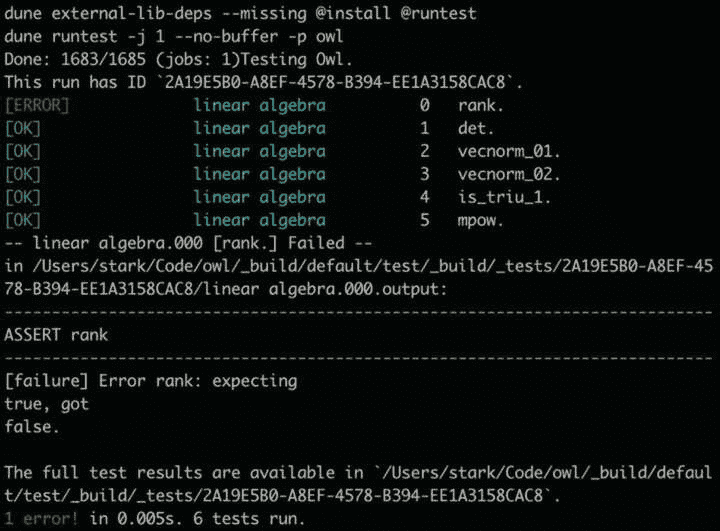 dune external-lib-deps --missing @install @runtest
dune runtest -j 1 --no-buffer -p owl
Done: 1683/1685 (jobs: 1)Testing Owl.
This run has ID `2A19E5B0-A8EF-4578-B394-EE1A3158CAC8`.
[ERROR]             linear algebra          0   rank.
[OK]                linear algebra          1   det.
[OK]                linear algebra          2   vecnorm_01.
[OK]                linear algebra          3   vecnorm_02.
[OK]                linear algebra          4   is_triu_1.
[OK]                linear algebra          5   mpow.
-- linear algebra.000 [rank.] Failed --
in /Users/stark/Code/owl/_build/default/test/_build/_tests/2A19E5B0-A8EF-45
78-B394-EE1A3158CAC8/linear algebra.000.output:
---------------------------------------------------------------------------
ASSERT rank
---------------------------------------------------------------------------
[failure] Error rank: expecting
true, got
false.
The full test results are available in `/Users/stark/Code/owl/_build/defaul
t/test/_build/_tests/2A19E5B0-A8EF-4578-B394-EE1A3158CAC8`.
1 error! in 0.005s. 6 tests run.